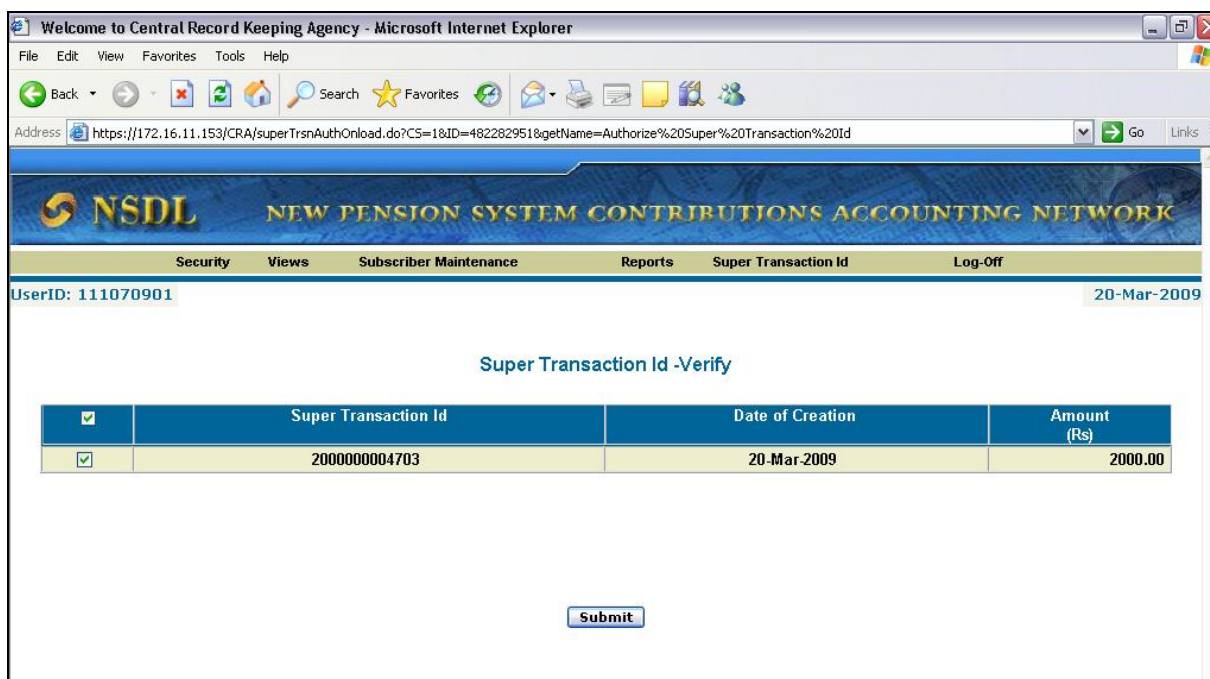 Welcome to Central Record Keeping Agency - Microsoft Internet Explorer
File Edit View Favorites Tools Help
Back Search Favorites
Address https://172.16.11.153/CRA/superTrsnAuthOnload.do?CS=1&ID=482282951&getName=Authorize%20Super%20Transaction%20Id Go Links
NSDL NEW PENSION SYSTEM CONTRIBUTIONS ACCOUNTING NETWORK
Security Views Subscriber Maintenance Reports Super Transaction Id Log-Off
UserID: 111070901 20-Mar-2009
Super Transaction Id -Verify
Super Transaction Id Date of Creation Amount
(Rs)
2000000004703 20-Mar-2009 2000.00
Submit